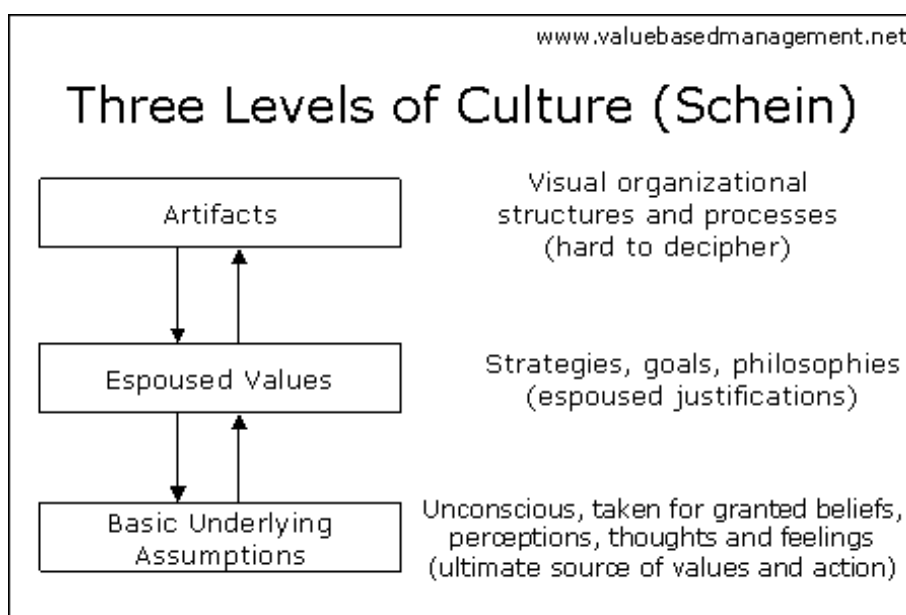 www.valuebasedmanagement.net
Three Levels of Culture (Schein)
Artifacts
Visual organizational
structures and processes
(hard to decipher)
Espoused Values
Strategies, goals, philosophies
(espoused justifications)
Basic Underlying
Assumptions
Unconscious, taken for granted beliefs,
perceptions, thoughts and feelings
(ultimate source of values and action)